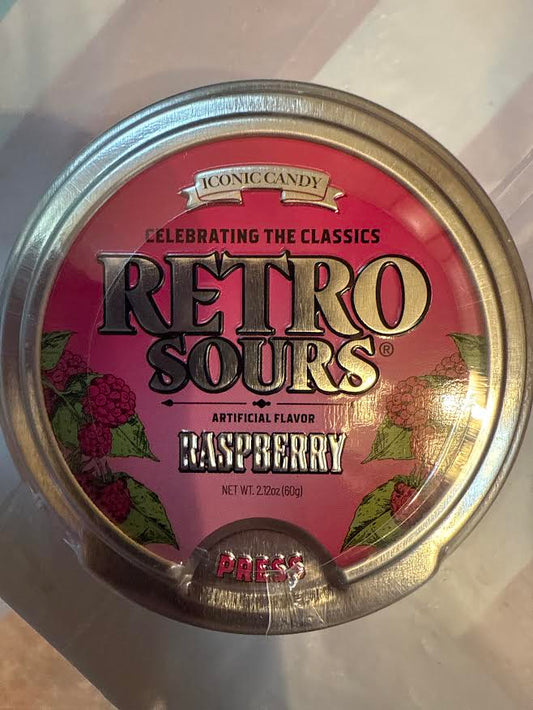 ICONIC CANDY
CELEBRATING THE CLASSICS
RETRO
SOURS®
ARTIFICIAL FLAVOR
RASPBERRY
NET WT. 2.12oz (60g)
PRESS